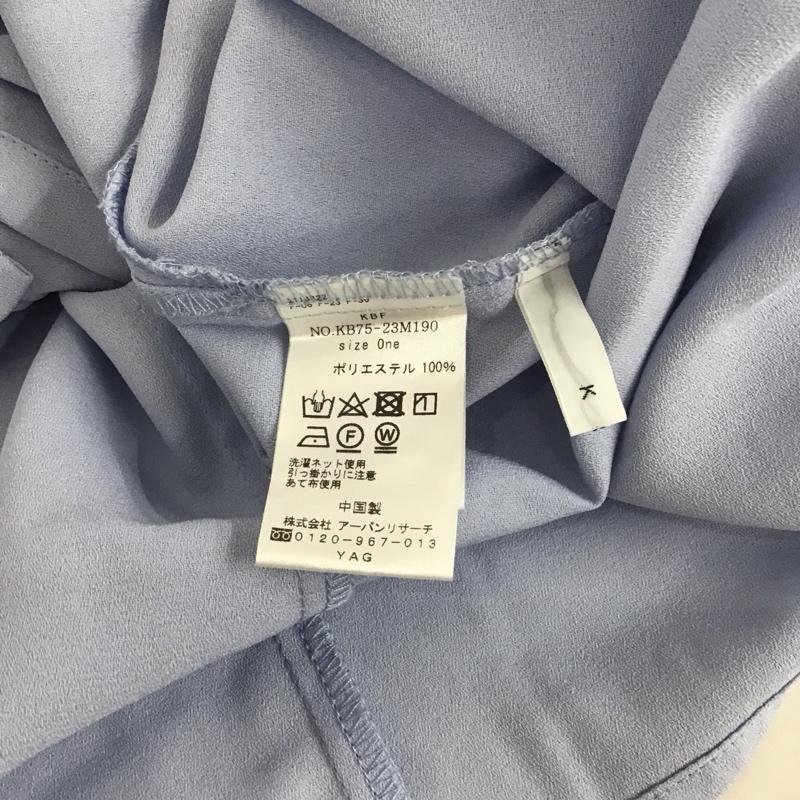 KBF
NO.KB75-23M190
size One
ポリエステル 100%
F W
洗濯ネット使用
引っ掛かりに注意
あて布使用
中国製
株式会社 アーバンリサーチ
0120-967-013
YAG
K